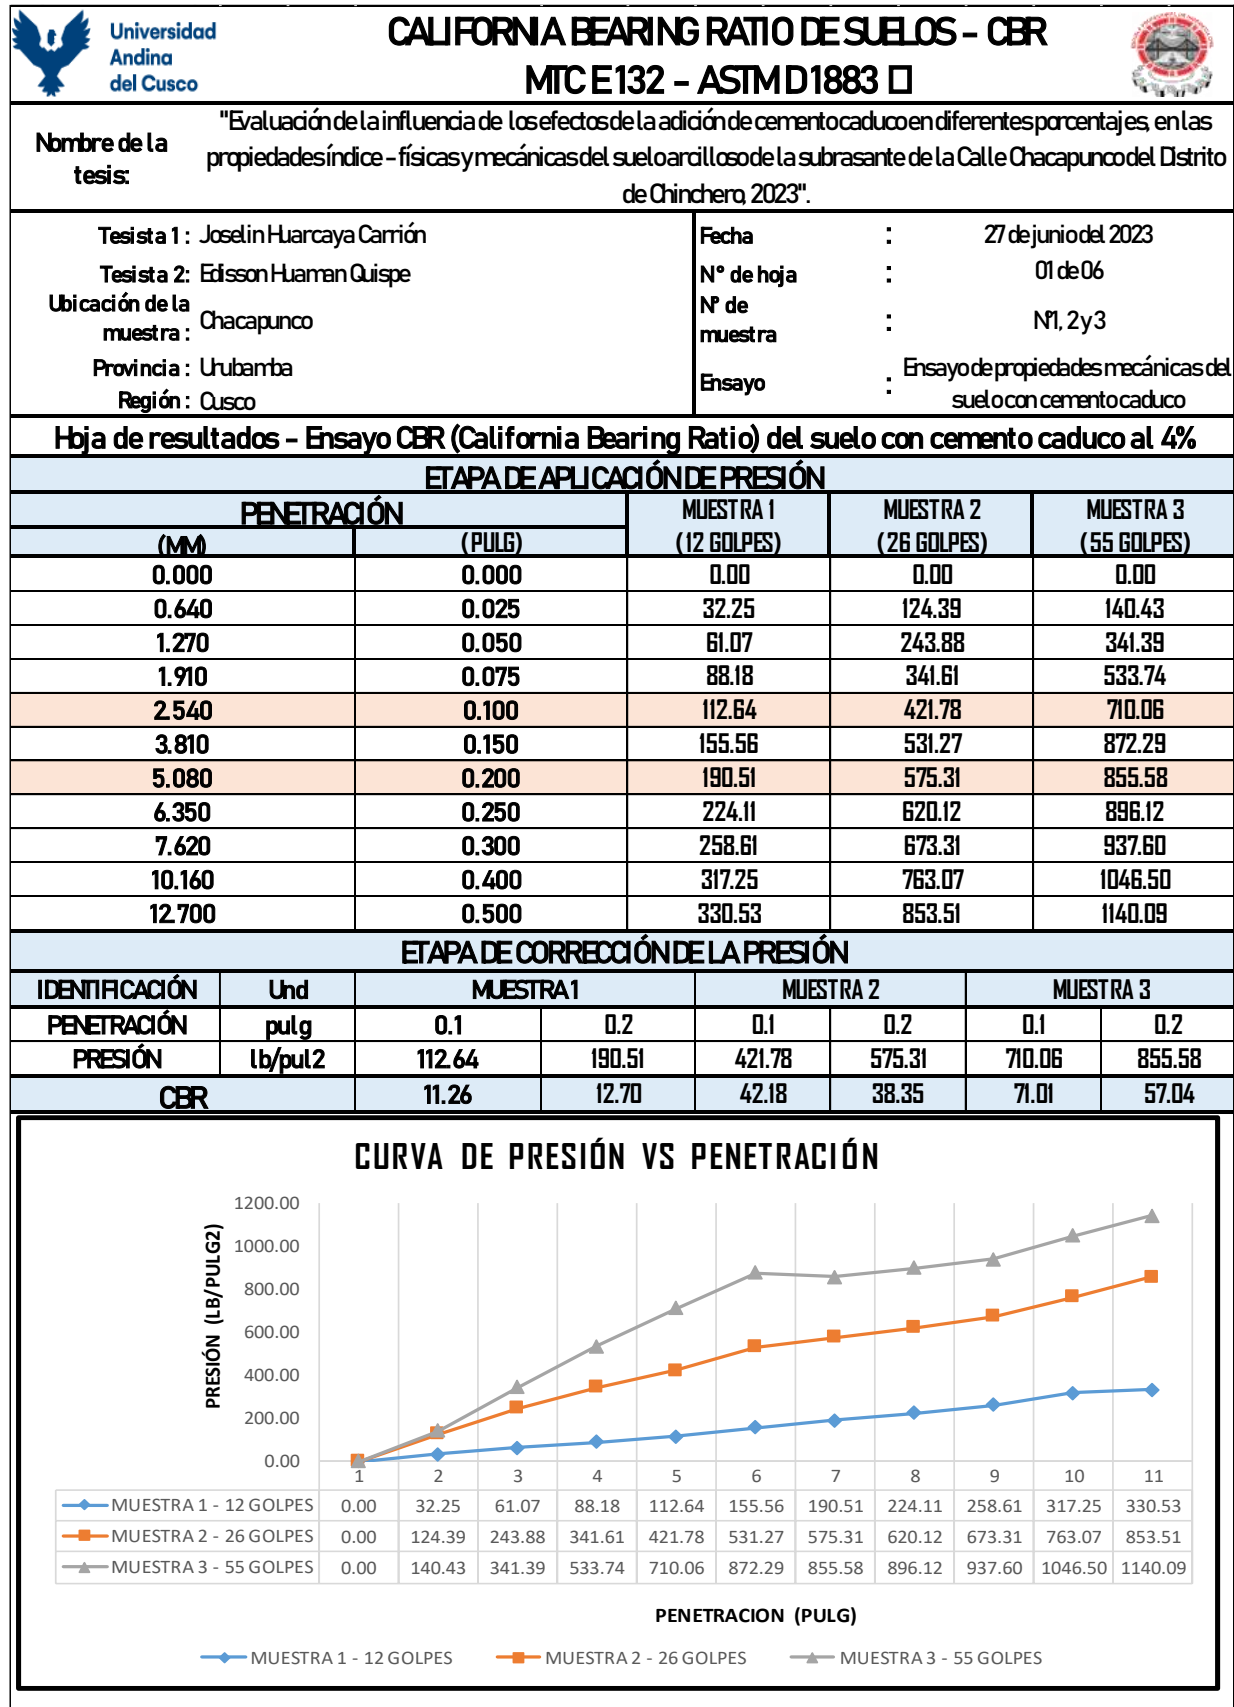 Universidad
Andina
del Cusco
CALIFORNIA BEARING RATIO DE SUELOS - CBR
MTC E 132 - ASTM D 1883 □
Nombre de la tesis:
"Evaluación de la influencia de los efectos de la adición de cemento caduco en diferentes porcentajes, en las
propiedades índice - físicas y mecánicas del suelo arcilloso de la subrasante de la Calle Chacapunco del Distrito
de Chinchero, 2023".
Tesista 1: Joselin Huarcaya Carrión
Fecha : 27 de junio del 2023
Tesista 2: Edisson Huaman Quispe
N° de hoja : 01 de 06
Ubicación de la muestra: Chacapunco
N° de muestra : N°1, 2 y 3
Provincia: Urubamba
Región: Cusco
Ensayo : Ensayo de propiedades mecánicas del
suelo con cemento caduco
Hoja de resultados - Ensayo CBR (California Bearing Ratio) del suelo con cemento caduco al 4%
ETAPA DE APLICACIÓN DE PRESIÓN
PENETRACIÓN MUESTRA 1 MUESTRA 2 MUESTRA 3
(MM) (PULG) (12 GOLPES) (26 GOLPES) (55 GOLPES)
0.000 0.000 0.00 0.00 0.00
0.640 0.025 32.25 124.39 140.43
1.270 0.050 61.07 243.88 341.39
1.910 0.075 88.18 341.61 533.74
2.540 0.100 112.64 421.78 710.06
3.810 0.150 155.56 531.27 872.29
5.080 0.200 190.51 575.31 855.58
6.350 0.250 224.11 620.12 896.12
7.620 0.300 258.61 673.31 937.60
10.160 0.400 317.25 763.07 1046.50
12.700 0.500 330.53 853.51 1140.09
ETAPA DE CORRECCIÓN DE LA PRESIÓN
IDENTIFICACIÓN Und MUESTRA 1 MUESTRA 2 MUESTRA 3
PENETRACIÓN pulg 0.1 0.2 0.1 0.2 0.1 0.2
PRESIÓN lb/pul2 112.64 190.51 421.78 575.31 710.06 855.58
CBR 11.26 12.70 42.18 38.35 71.01 57.04
CURVA DE PRESIÓN VS PENETRACIÓN
PRESIÓN (LB/PULG2)
1200.00
1000.00
800.00
600.00
400.00
200.00
0.00
1 2 3 4 5 6 7 8 9 10 11
MUESTRA 1 - 12 GOLPES 0.00 32.25 61.07 88.18 112.64 155.56 190.51 224.11 258.61 317.25 330.53
MUESTRA 2 - 26 GOLPES 0.00 124.39 243.88 341.61 421.78 531.27 575.31 620.12 673.31 763.07 853.51
MUESTRA 3 - 55 GOLPES 0.00 140.43 341.39 533.74 710.06 872.29 855.58 896.12 937.60 1046.50 1140.09
PENETRACION (PULG)
MUESTRA 1 - 12 GOLPES MUESTRA 2 - 26 GOLPES MUESTRA 3 - 55 GOLPES